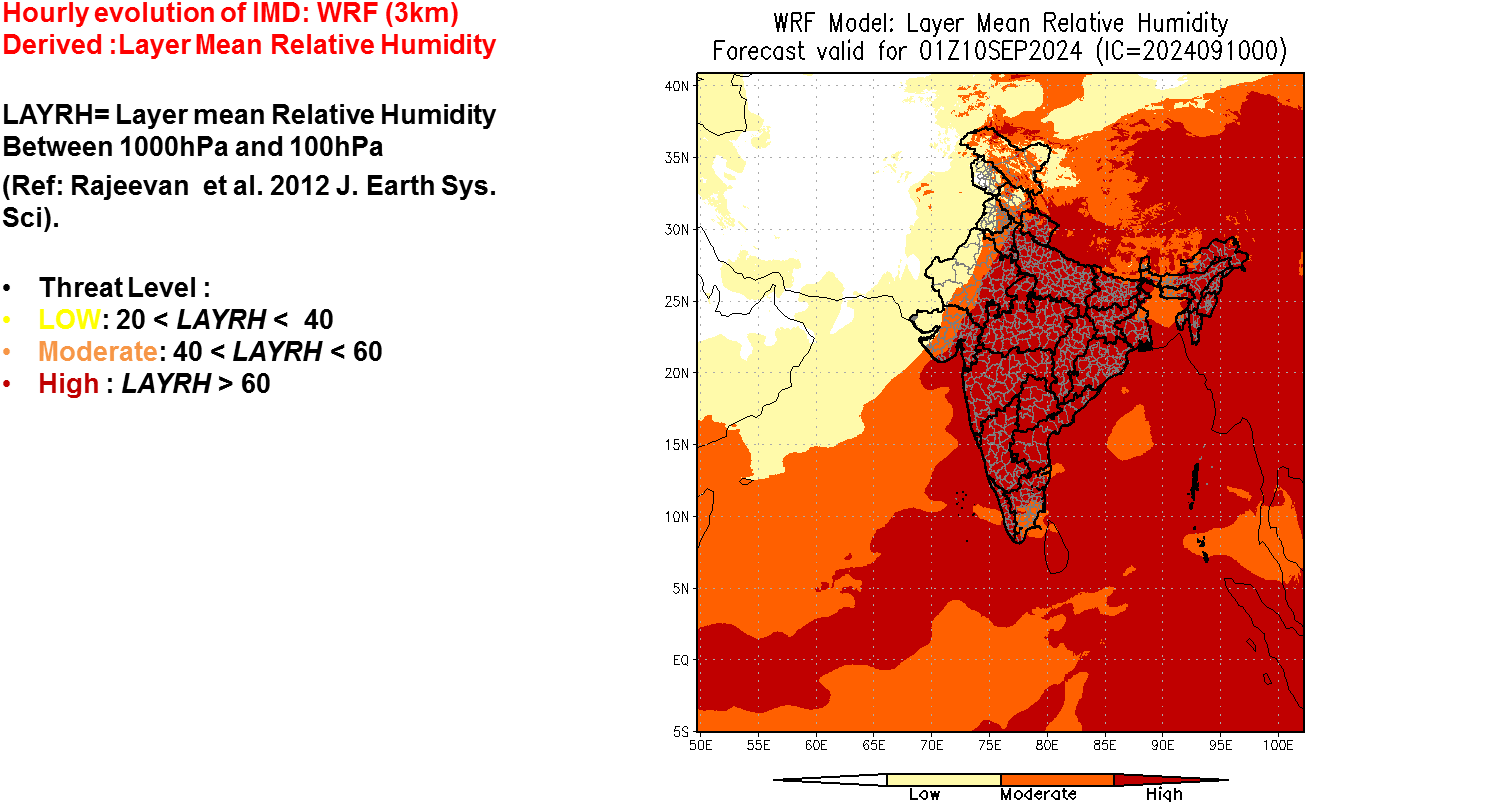 Hourly evolution of IMD: WRF (3km)
Derived :Layer Mean Relative Humidity
LAYRH= Layer mean Relative Humidity
Between 1000hPa and 100hPa
(Ref: Rajeevan et al. 2012 J. Earth Sys.
Sci).
• Threat Level :
• LOW: 20 < LAYRH < 40
• Moderate: 40 < LAYRH < 60
• High : LAYRH > 60
WRF Model: Layer Mean Relative Humidity
Forecast valid for 01Z10SEP2024 (IC=2024091000)
40N
35N
30N
25N
20N
15N
10N
5N
EQ
5S
50E 55E 60E 65E 70E 75E 80E 85E 90E 95E 100E
Low Moderate High